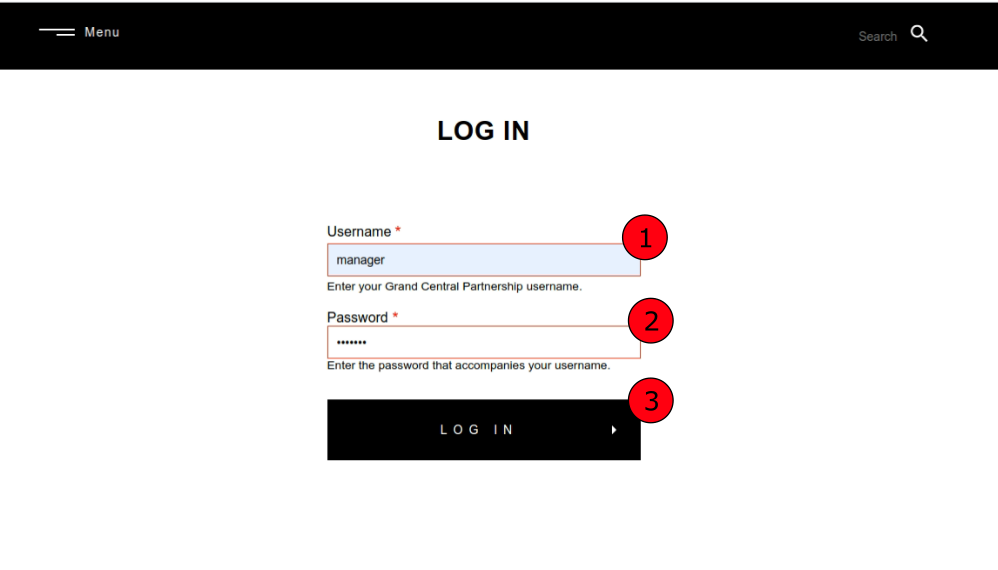 Menu
Search
LOG IN
Username *
1
manager
Enter your Grand Central Partnership username.
Password *
2
•••••••
Enter the password that accompanies your username.
3
LOG IN